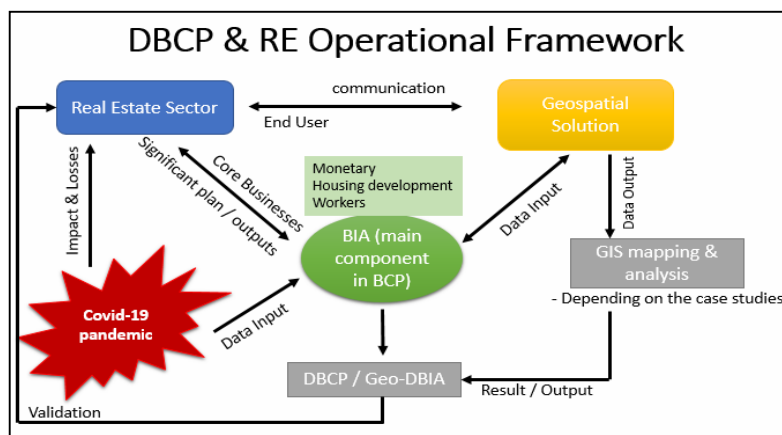 DBCP & RE Operational Framework
Real Estate Sector
communication
End User
Geospatial
Solution
Impact & Losses
Core Businesses
Significant plan / outputs
Monetary
Housing development
Workers
BIA (main
component
in BCP)
Data Input
Data Output
GIS mapping &
analysis
- Depending on the case studies
Covid-19
pandemic
Data Input
DBCP / Geo-DBIA
Result / Output
Validation